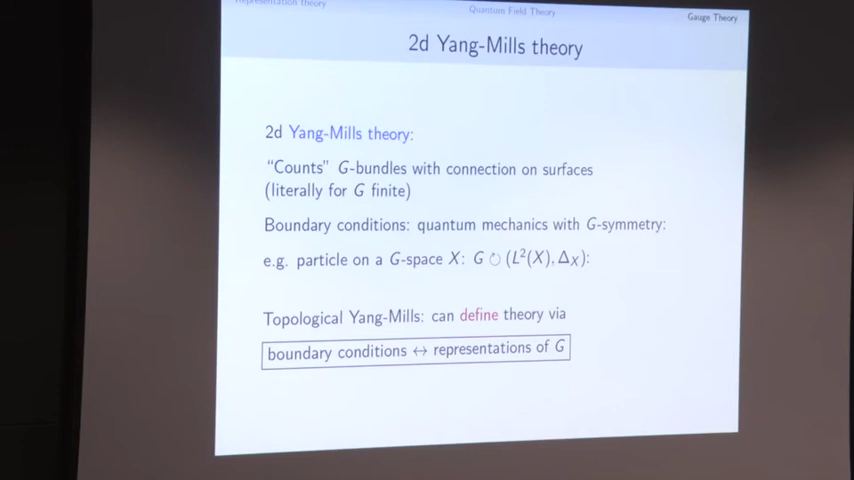 Representation theory
Quantum Field Theory
Gauge Theory
2d Yang-Mills theory
2d Yang-Mills theory:
“Counts” G-bundles with connection on surfaces
(literally for G finite)
Boundary conditions: quantum mechanics with G-symmetry:
e.g. particle on a G-space X: G ↻ (L²(X), Δ_X):
Topological Yang-Mills: can define theory via
boundary conditions ↔ representations of G